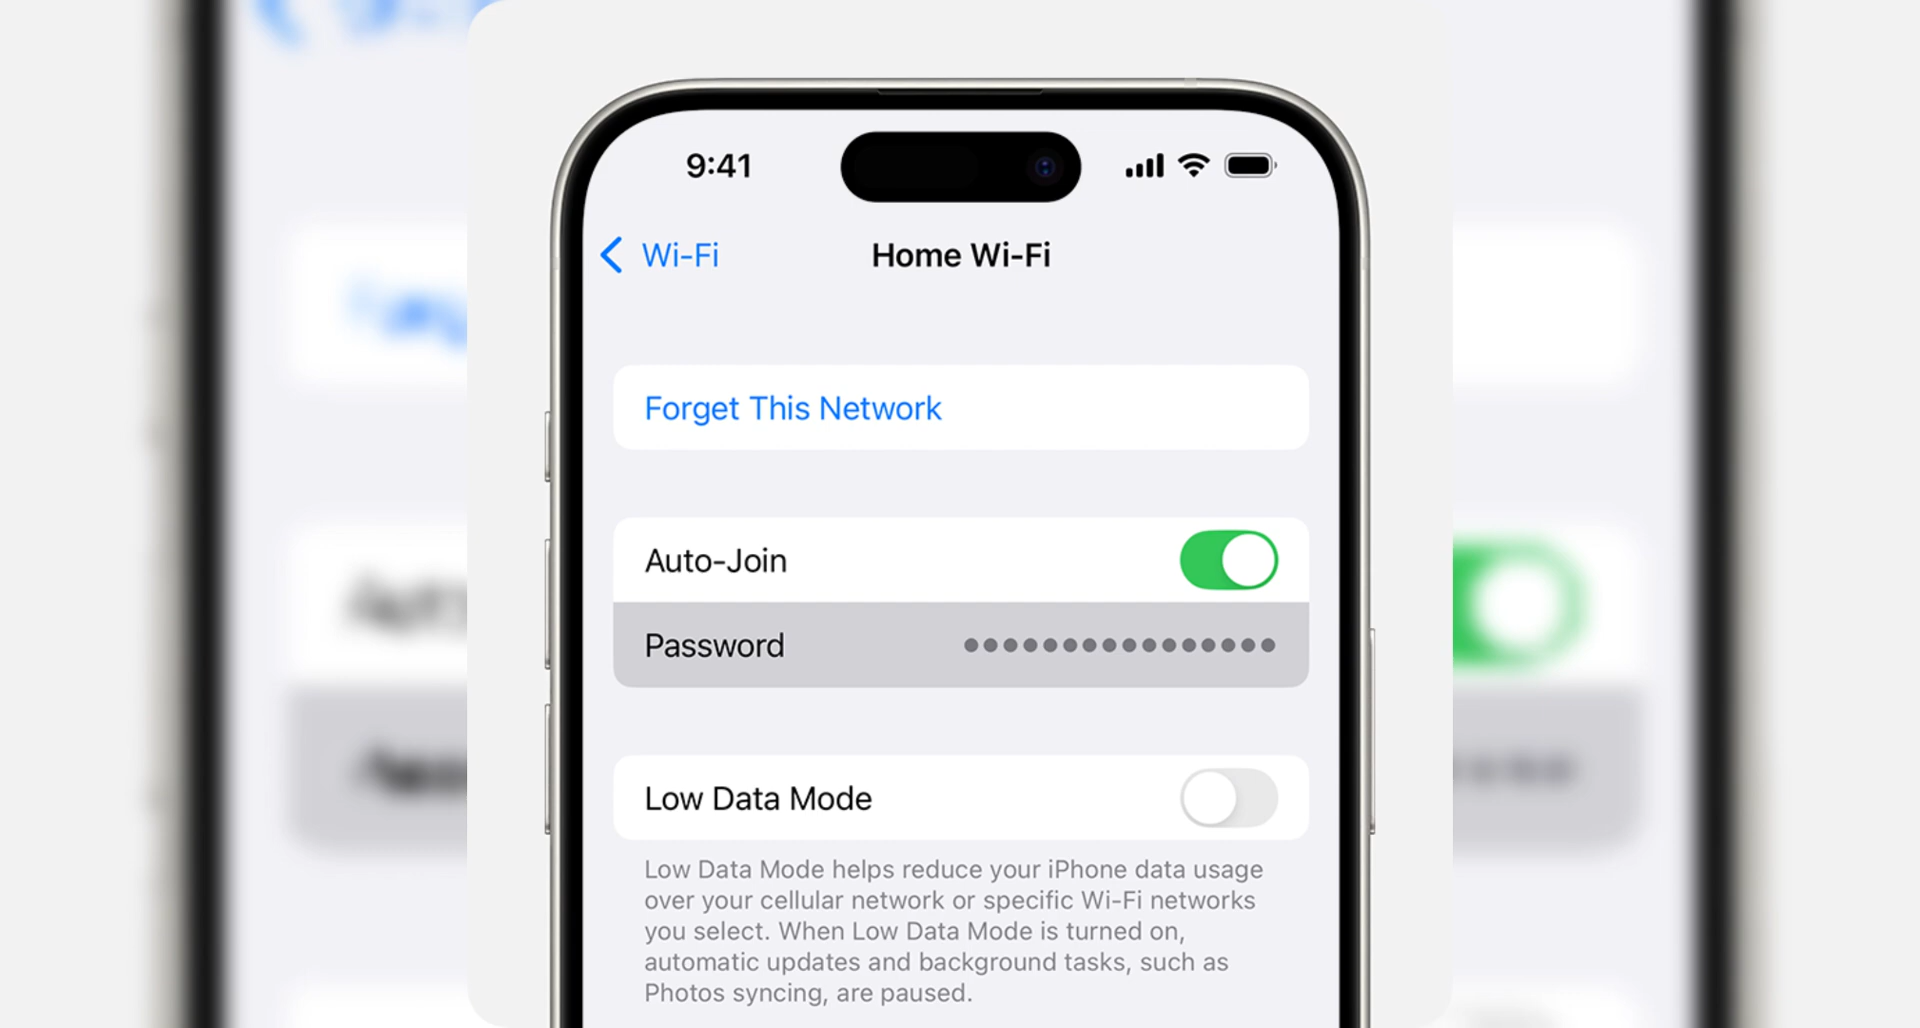 9:41
Wi-Fi
Home Wi-Fi
Forget This Network
Auto-Join
Password ●●●●●●●●●●●●●●●●
Low Data Mode
Low Data Mode helps reduce your iPhone data usage
over your cellular network or specific Wi-Fi networks
you select. When Low Data Mode is turned on,
automatic updates and background tasks, such as
Photos syncing, are paused.